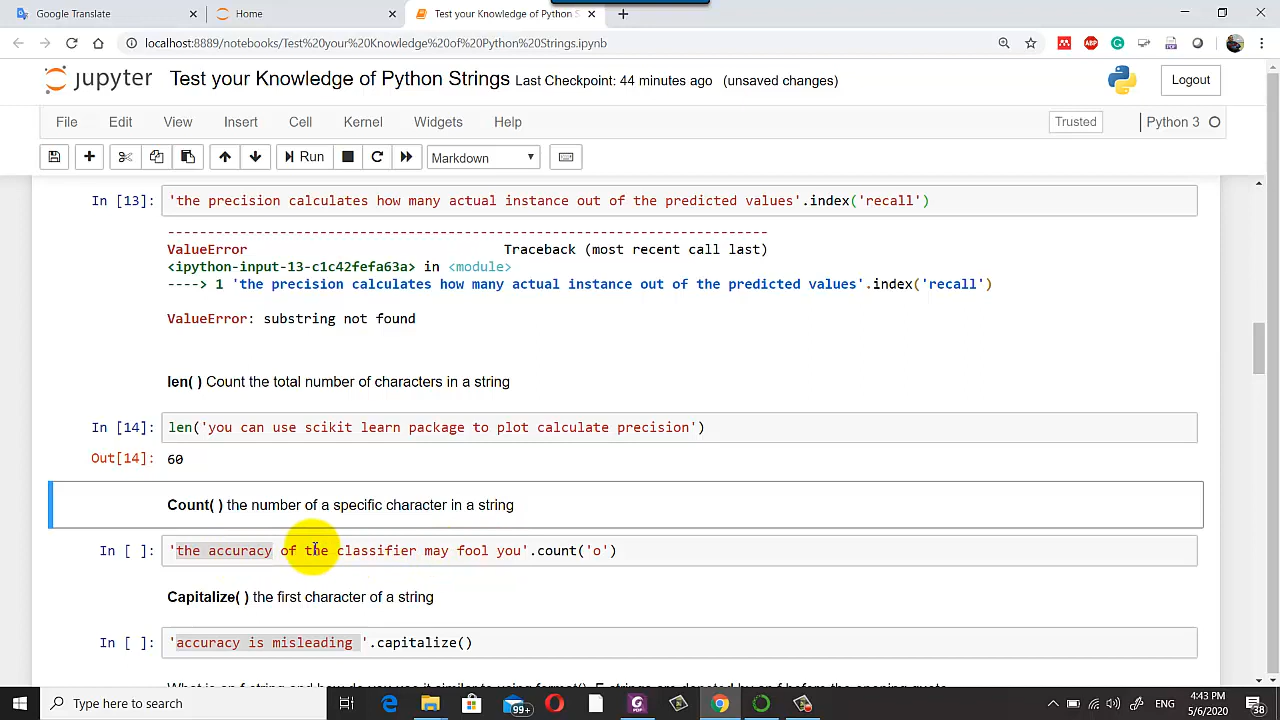 Google Translate
Home
Test your Knowledge of Python S
localhost:8889/notebooks/Test%20your%20Knowledge%20of%20Python%20Strings.ipynb
ABP
jupyter Test your Knowledge of Python Strings Last Checkpoint: 44 minutes ago (unsaved changes)
Logout
File Edit View Insert Cell Kernel Widgets Help
Trusted
Python 3
Run
Markdown
In [13]: 'the precision calculates how many actual instance out of the predicted values'.index('recall')
---------------------------------------------------------------------------
ValueError Traceback (most recent call last)
<ipython-input-13-c1c42fefa63a> in <module>
----> 1 'the precision calculates how many actual instance out of the predicted values'.index('recall')
ValueError: substring not found
len( ) Count the total number of characters in a string
In [14]: len('you can use scikit learn package to plot calculate precision')
Out[14]: 60
Count( ) the number of a specific character in a string
In [ ]: 'the accuracy of the classifier may fool you'.count('o')
Capitalize( ) the first character of a string
In [ ]: 'accuracy is misleading '.capitalize()
Type here to search
99+
ENG
4:43 PM
5/6/2020
38